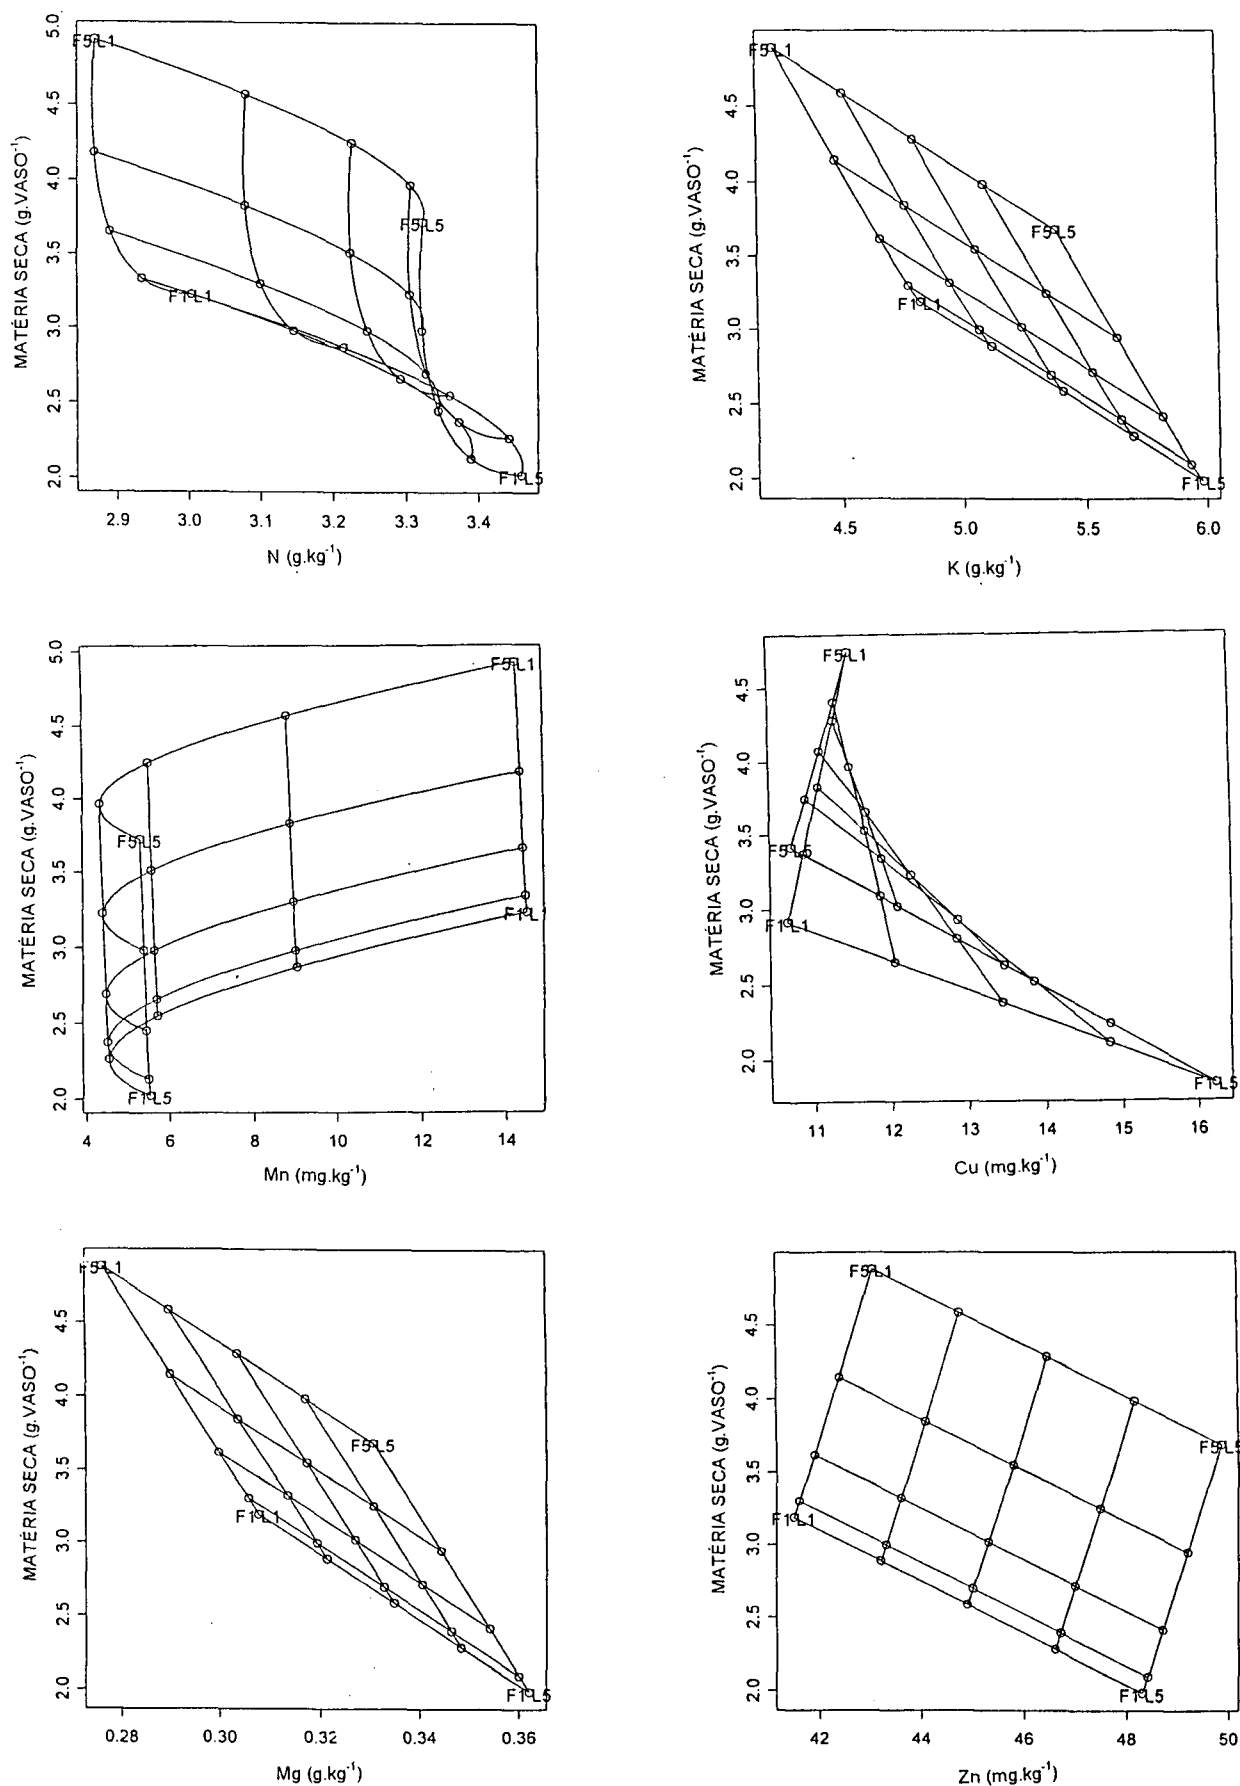 MATÉRIA SECA (g.VASO⁻¹)
5.0
4.5
4.0
3.5
3.0
2.5
2.0
F5L1
F5L5
F1L1
F1L5
2.9 3.0 3.1 3.2 3.3 3.4
N (g.kg⁻¹)
MATÉRIA SECA (g.VASO⁻¹)
4.5
4.0
3.5
3.0
2.5
2.0
F5L1
F5L5
F1L1
F1L5
4.5 5.0 5.5 6.0
K (g.kg⁻¹)
MATÉRIA SECA (g.VASO⁻¹)
5.0
4.5
4.0
3.5
3.0
2.5
2.0
F5L1
F5L5
F1L1
F1L5
4 6 8 10 12 14
Mn (mg.kg⁻¹)
MATÉRIA SECA (g.VASO⁻¹)
4.5
4.0
3.5
3.0
2.5
2.0
F5L1
F5L5
F1L1
F1L5
11 12 13 14 15 16
Cu (mg.kg⁻¹)
MATÉRIA SECA (g.VASO⁻¹)
4.5
4.0
3.5
3.0
2.5
2.0
F5L1
F5L5
F1L1
F1L5
0.28 0.30 0.32 0.34 0.36
Mg (g.kg⁻¹)
MATÉRIA SECA (g.VASO⁻¹)
4.5
4.0
3.5
3.0
2.5
2.0
F5L1
F5L5
F1L1
F1L5
42 44 46 48 50
Zn (mg.kg⁻¹)